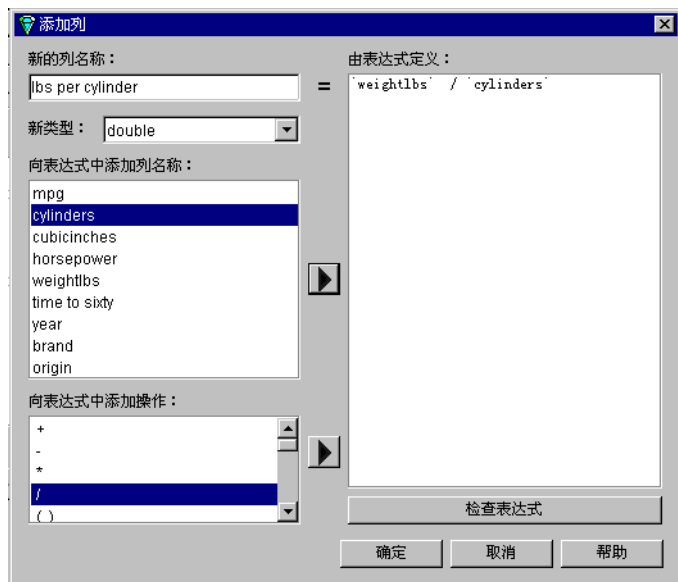 添加列
新的列名称：
lbs per cylinder
=
新类型：
double
向表达式中添加列名称：
mpg
cylinders
cubicinches
horsepower
weightlbs
time to sixty
year
brand
origin
向表达式中添加操作：
+
-
*
/
( )
由表达式定义：
`weightlbs` / `cylinders`
检查表达式
确定
取消
帮助